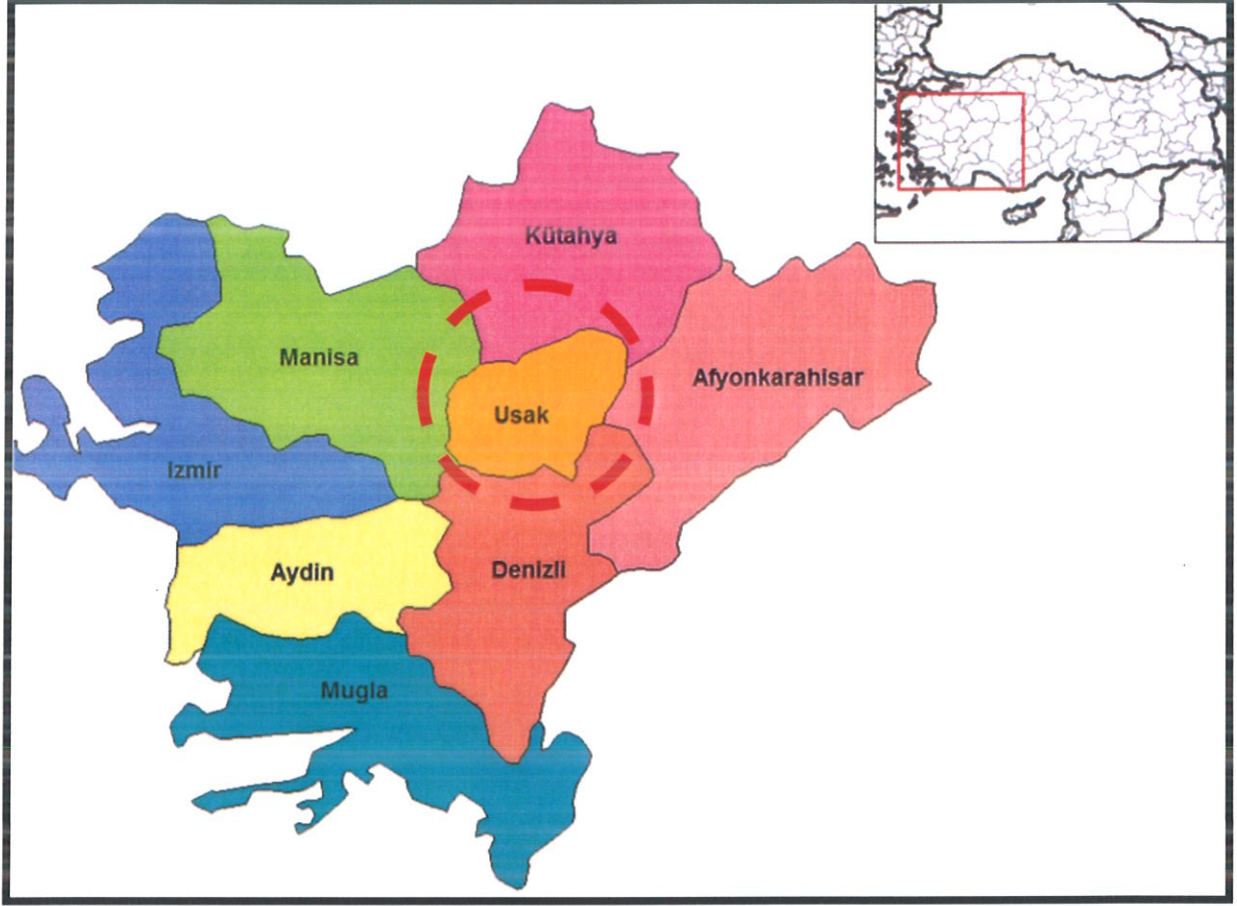 Kütahya
Manisa
Afyonkarahisar
Usak
Izmir
Aydin
Denizli
Mugla